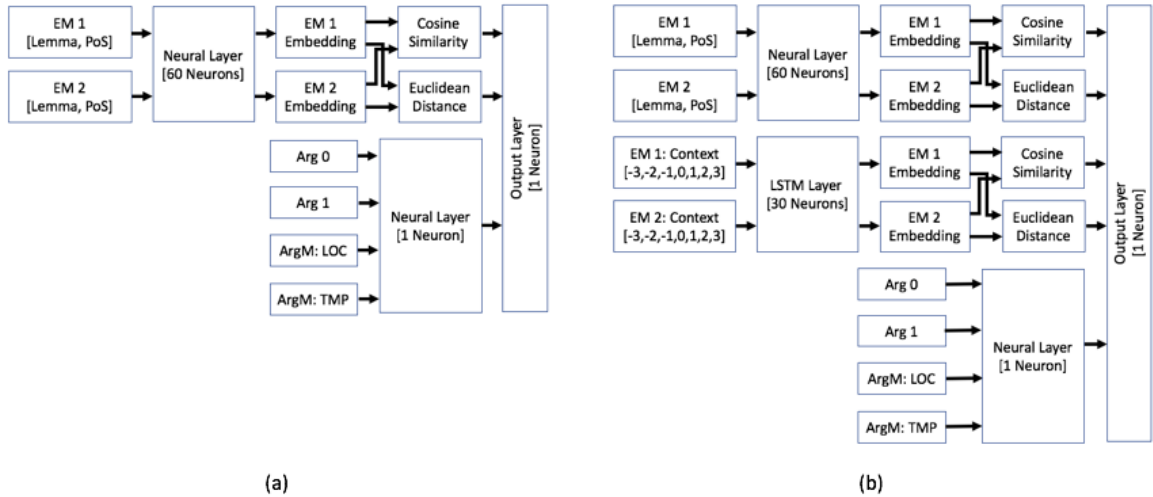 EM 1
[Lemma, PoS]
EM 2
[Lemma, PoS]
Neural Layer
[60 Neurons]
EM 1
Embedding
EM 2
Embedding
Cosine
Similarity
Euclidean
Distance
Arg 0
Arg 1
ArgM: LOC
ArgM: TMP
Neural Layer
[1 Neuron]
Output Layer
[1 Neuron]
(a)
EM 1
[Lemma, PoS]
EM 2
[Lemma, PoS]
Neural Layer
[60 Neurons]
EM 1
Embedding
EM 2
Embedding
Cosine
Similarity
Euclidean
Distance
EM 1: Context
[-3,-2,-1,0,1,2,3]
EM 2: Context
[-3,-2,-1,0,1,2,3]
LSTM Layer
[30 Neurons]
EM 1
Embedding
EM 2
Embedding
Cosine
Similarity
Euclidean
Distance
Arg 0
Arg 1
ArgM: LOC
ArgM: TMP
Neural Layer
[1 Neuron]
Output Layer
[1 Neuron]
(b)